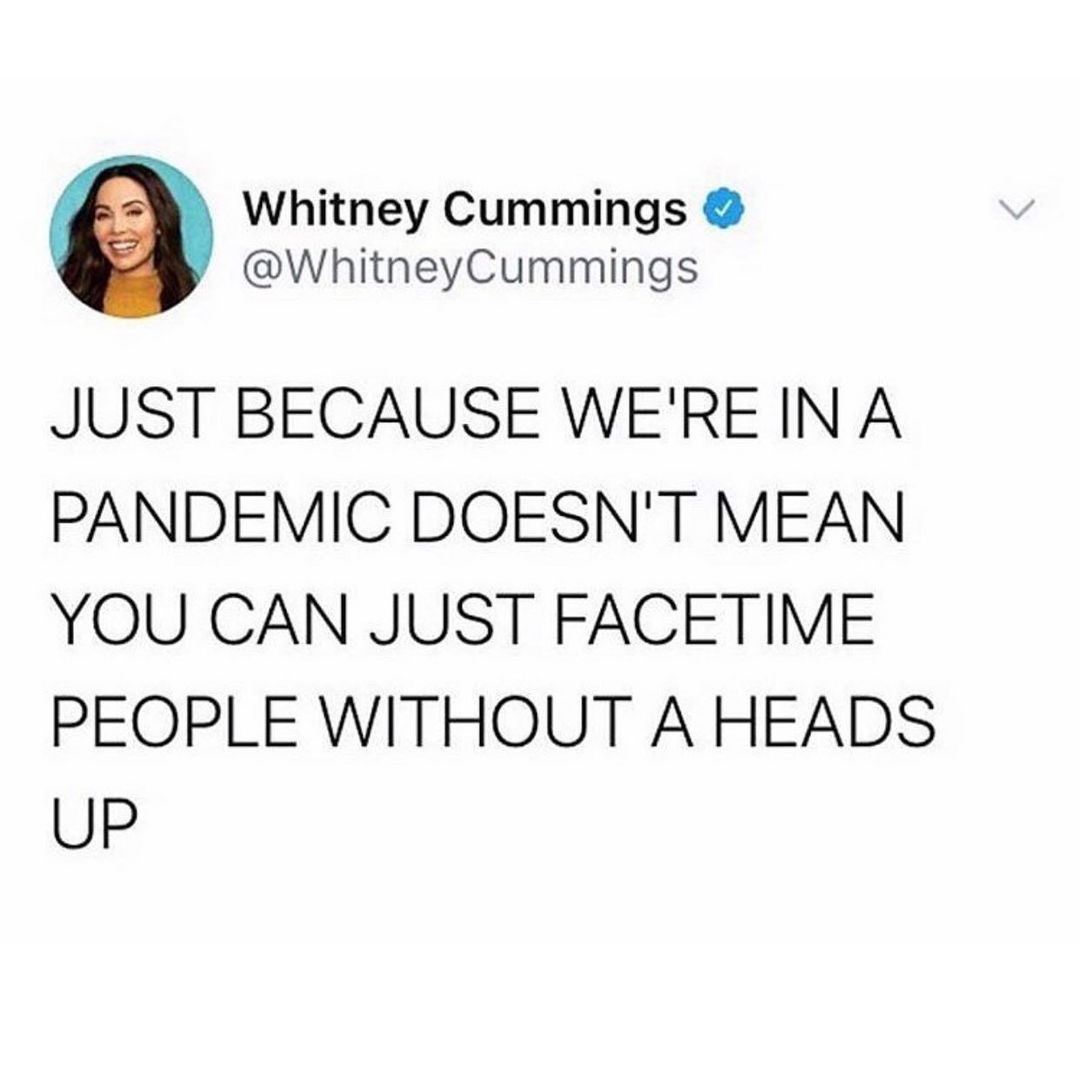 Whitney Cummings
@WhitneyCummings
JUST BECAUSE WE'RE IN A
PANDEMIC DOESN'T MEAN
YOU CAN JUST FACETIME
PEOPLE WITHOUT A HEADS
UP